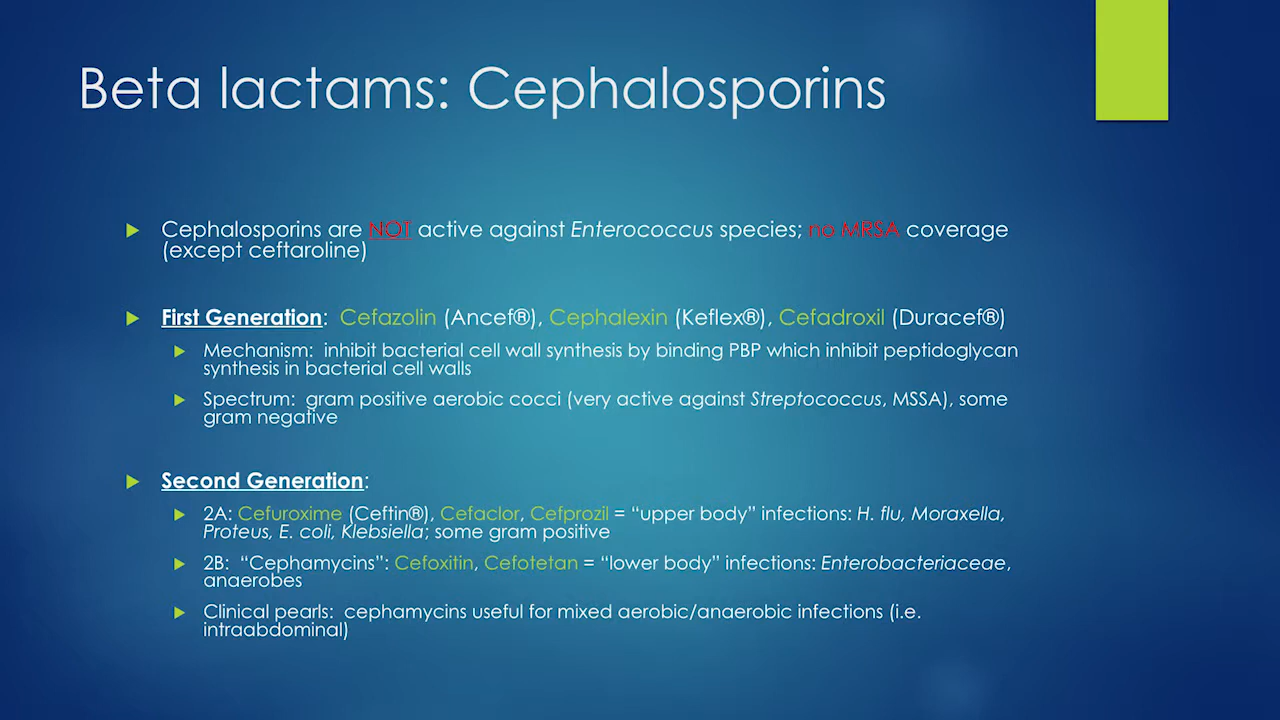 Beta lactams: Cephalosporins
Cephalosporins are NOT active against Enterococcus species; no MRSA coverage
(except ceftaroline)
First Generation: Cefazolin (Ancef®), Cephalexin (Keflex®), Cefadroxil (Duracef®)
Mechanism: inhibit bacterial cell wall synthesis by binding PBP which inhibit peptidoglycan
synthesis in bacterial cell walls
Spectrum: gram positive aerobic cocci (very active against Streptococcus, MSSA), some
gram negative
Second Generation:
2A: Cefuroxime (Ceftin®), Cefaclor, Cefprozil = “upper body” infections: H. flu, Moraxella,
Proteus, E. coli, Klebsiella; some gram positive
2B: “Cephamycins”: Cefoxitin, Cefotetan = “lower body” infections: Enterobacteriaceae,
anaerobes
Clinical pearls: cephamycins useful for mixed aerobic/anaerobic infections (i.e.
intraabdominal)